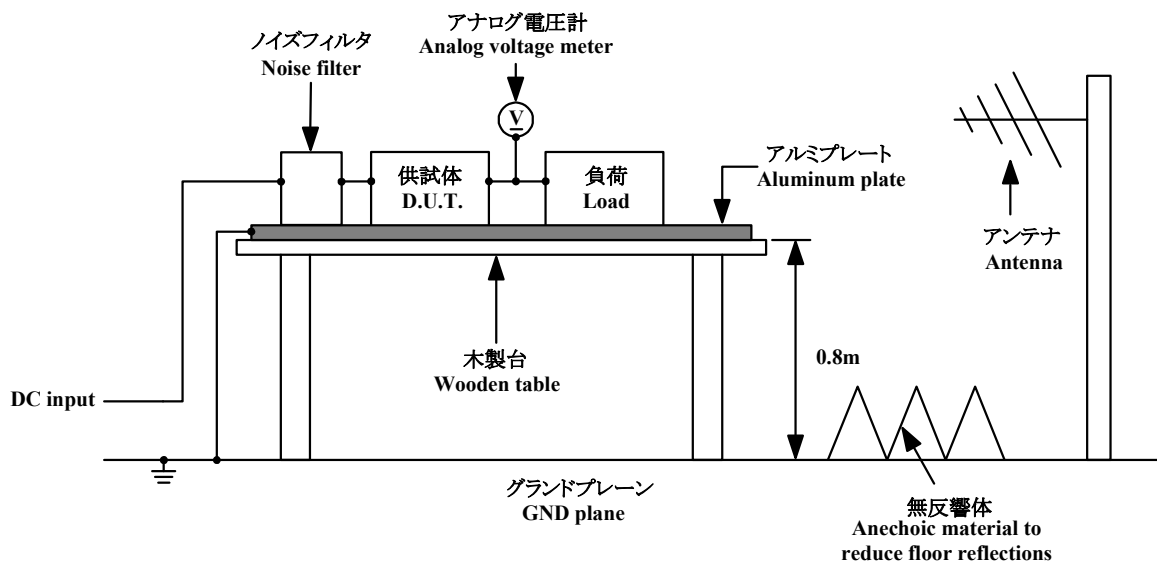 アナログ電圧計
Analog voltage meter
ノイズフィルタ
Noise filter
V
供試体
D.U.T.
負荷
Load
アルミプレート
Aluminum plate
アンテナ
Antenna
木製台
Wooden table
0.8m
DC input
グランドプレーン
GND plane
無反響体
Anechoic material to
reduce floor reflections